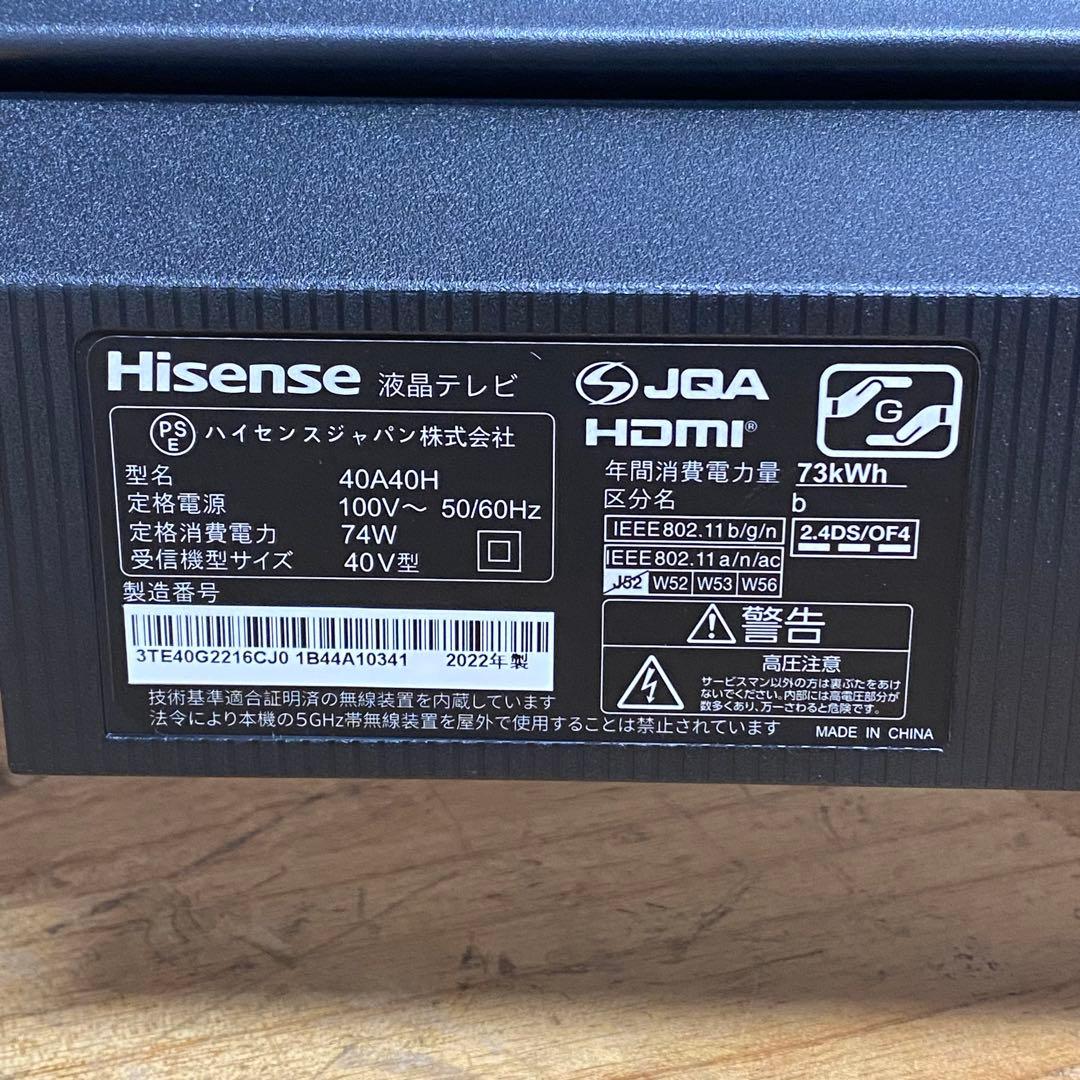 Hisense 液晶テレビ
PS
E
ハイセンスジャパン株式会社
型名 40A40H
定格電源 100V～ 50/60Hz
定格消費電力 74W
受信機型サイズ 40V型
製造番号
3TE40G2216CJ0 1B44A10341 2022年製
JQA
HDMI®
G
年間消費電力量 73kWh
区分名 b
IEEE802.11b/g/n
2.4DS/OF4
IEEE802.11a/n/ac
J52 W52 W53 W56
警告
高圧注意
サービスマン以外の方は裏ぶたをあけ
ないでください。内部には高電圧部分が
数多くあり、万一さわると危険です。
技術基準適合証明済の無線装置を内蔵しています
法令により本機の5GHz帯無線装置を屋外で使用することは禁止されています
MADE IN CHINA